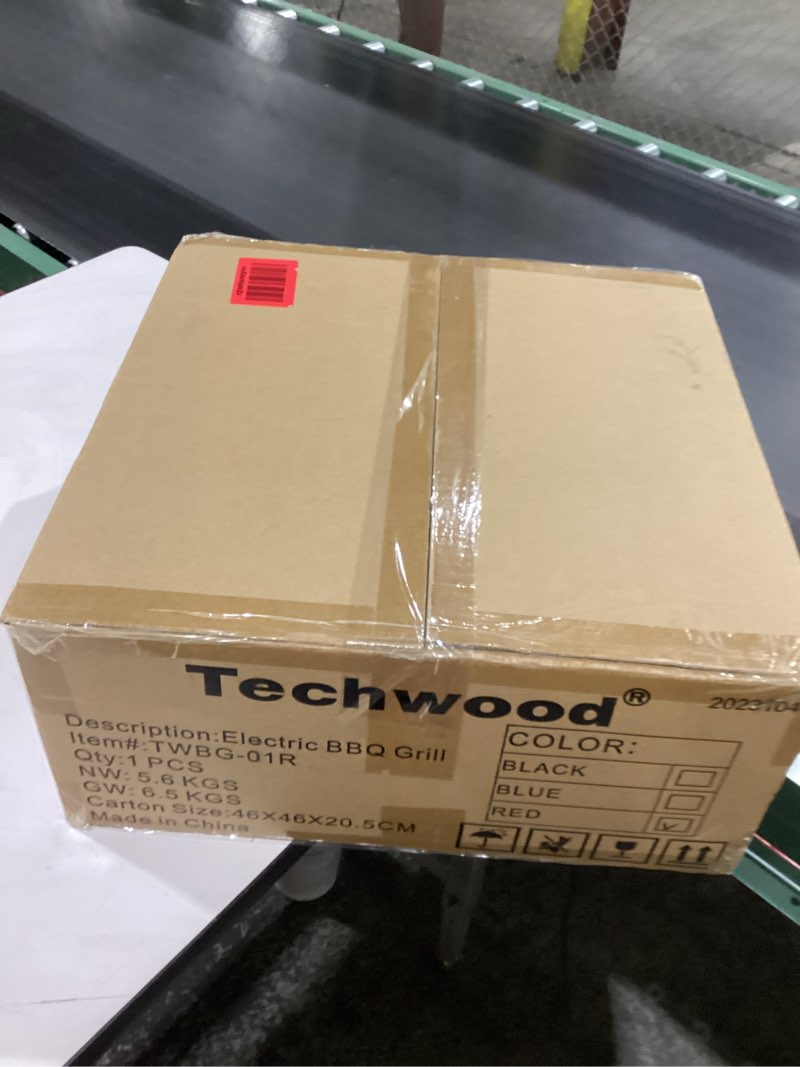 Techwood®
2023104
Description:Electric BBQ Grill
Item#:TWBG-01R
Qty:1 PCS
NW: 5.6 KGS
GW: 6.5 KGS
Carton Size:46X46X20.5CM
Made in China
COLOR:
BLACK
BLUE
RED